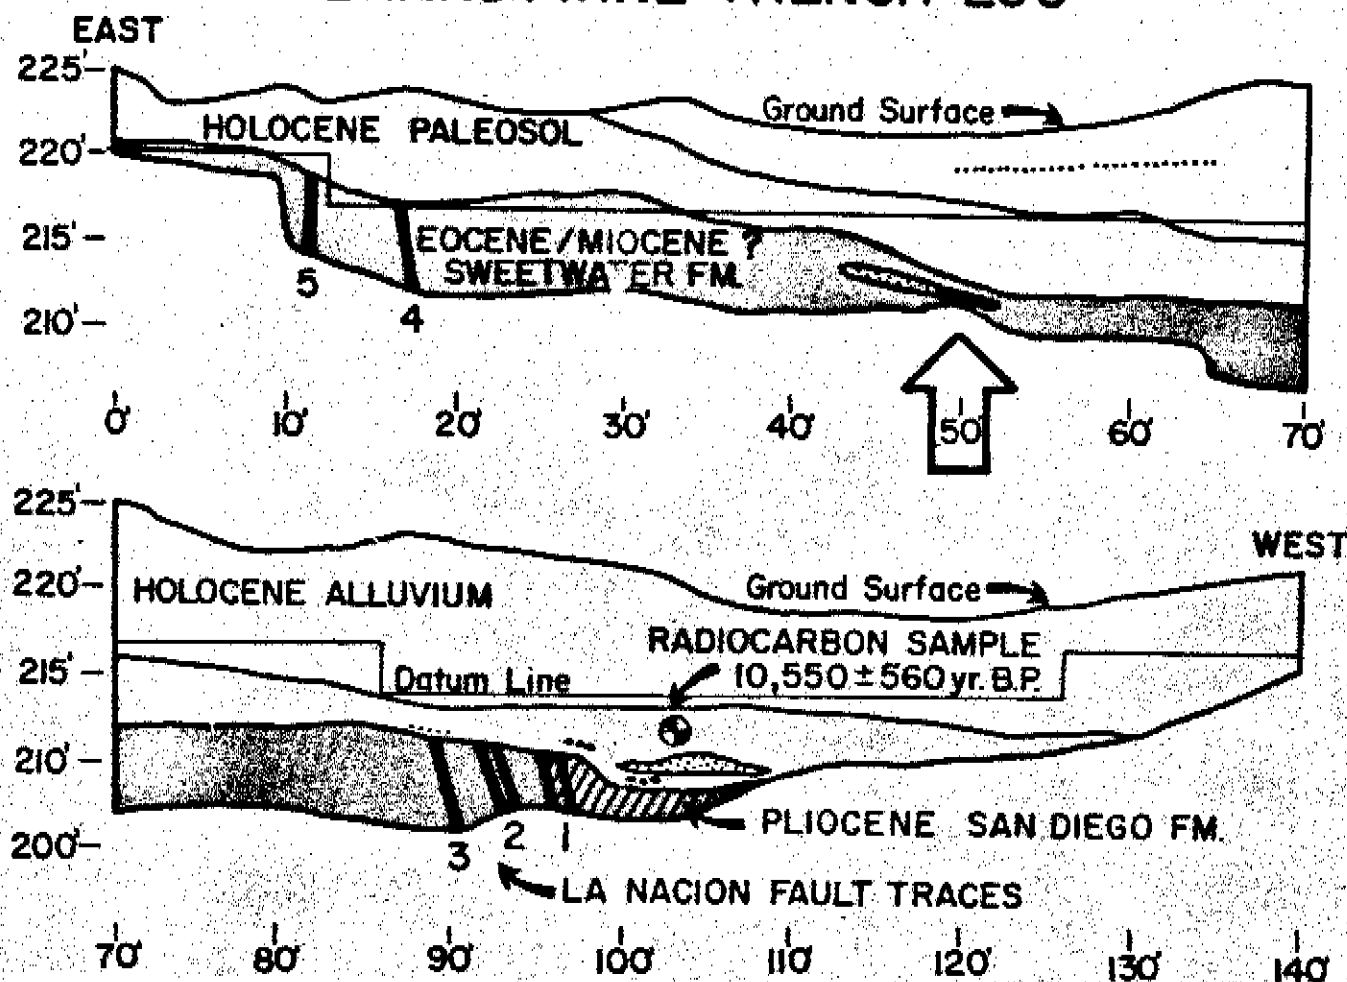 EAST
225'
Ground Surface
HOLOCENE PALEOSOL
220'
215'
EOCENE/MIOCENE ?
SWEETWATER FM.
5
4
210'
0' 10' 20' 30' 40' 50' 60' 70'
225'
WEST
220'
HOLOCENE ALLUVIUM
Ground Surface
RADIOCARBON SAMPLE
10,550 ± 560 yr. B.P.
215'
Datum Line
210'
PLIOCENE SAN DIEGO FM.
200'
3 2 1
LA NACION FAULT TRACES
70' 80' 90' 100' 110' 120' 130' 140'